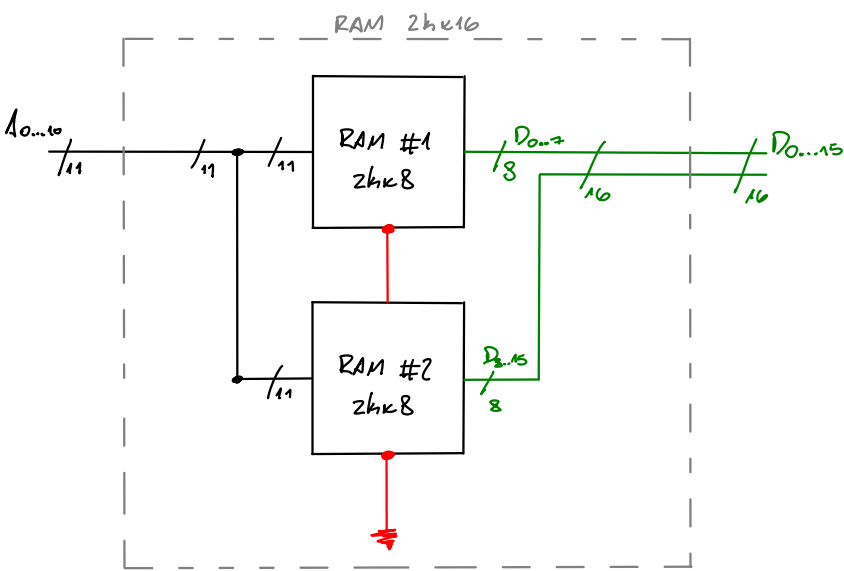 RAM 2kx16
A0...10
11
11
11
RAM #1
2kx8
D0...7
8
16
D0...15
16
11
RAM #2
2kx8
D8...15
8